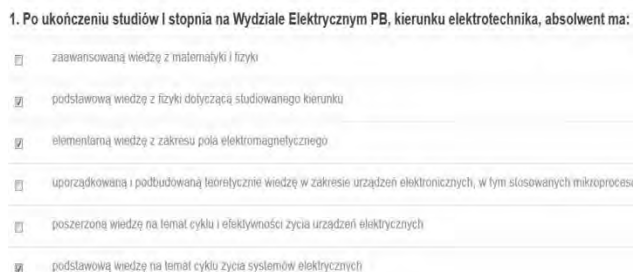 1. Po ukończeniu studiów I stopnia na Wydziale Elektrycznym PB, kierunku elektrotechnika, absolwent ma:
zaawansowaną wiedzę z matematyki i fizyki
podstawową wiedzę z fizyki dotyczącą studiowanego kierunku
elementarną wiedzę z zakresu pola elektromagnetycznego
uporządkowaną i podbudowaną teoretycznie wiedzę w zakresie urządzeń elektronicznych, w tym stosowanych mikroproces
poszerzoną wiedzę na temat cyklu i efektywności życia urządzeń elektrycznych
podstawową wiedzę na temat cyklu życia systemów elektrycznych